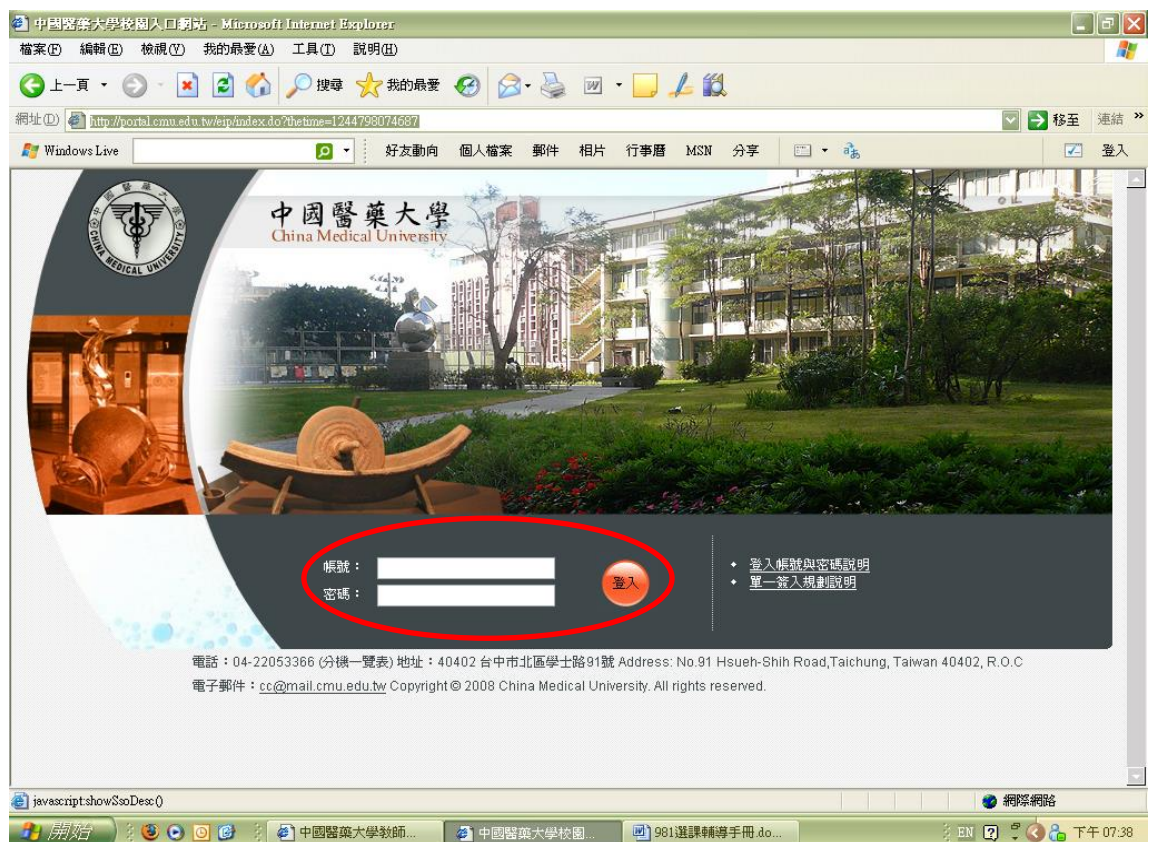 中國醫藥大學校園入口網站 - Microsoft Internet Explorer
檔案(F) 編輯(E) 檢視(V) 我的最愛(A) 工具(T) 說明(H)
上一頁 搜尋 我的最愛
網址(D) http://portal.cmu.edu.tw/eip/index.do?thetime=1244798074687 移至 連結 »
Windows Live 好友動向 個人檔案 郵件 相片 行事曆 MSN 分享 登入
中國醫藥大學
China Medical University
CHINA MEDICAL UNIVERSITY
帳號：
密碼：
登入
登入帳號與密碼說明
單一簽入規劃說明
電話：04-22053366 (分機一覽表) 地址：40402 台中市北區學士路91號 Address: No.91 Hsueh-Shih Road,Taichung, Taiwan 40402, R.O.C
電子郵件：cc@mail.cmu.edu.tw Copyright © 2008 China Medical University. All rights reserved.
javascript:showSsoDesc() 網際網路
開始 中國醫藥大學教師... 中國醫藥大學校園... 981選課輔導手冊.do... EN 下午 07:38